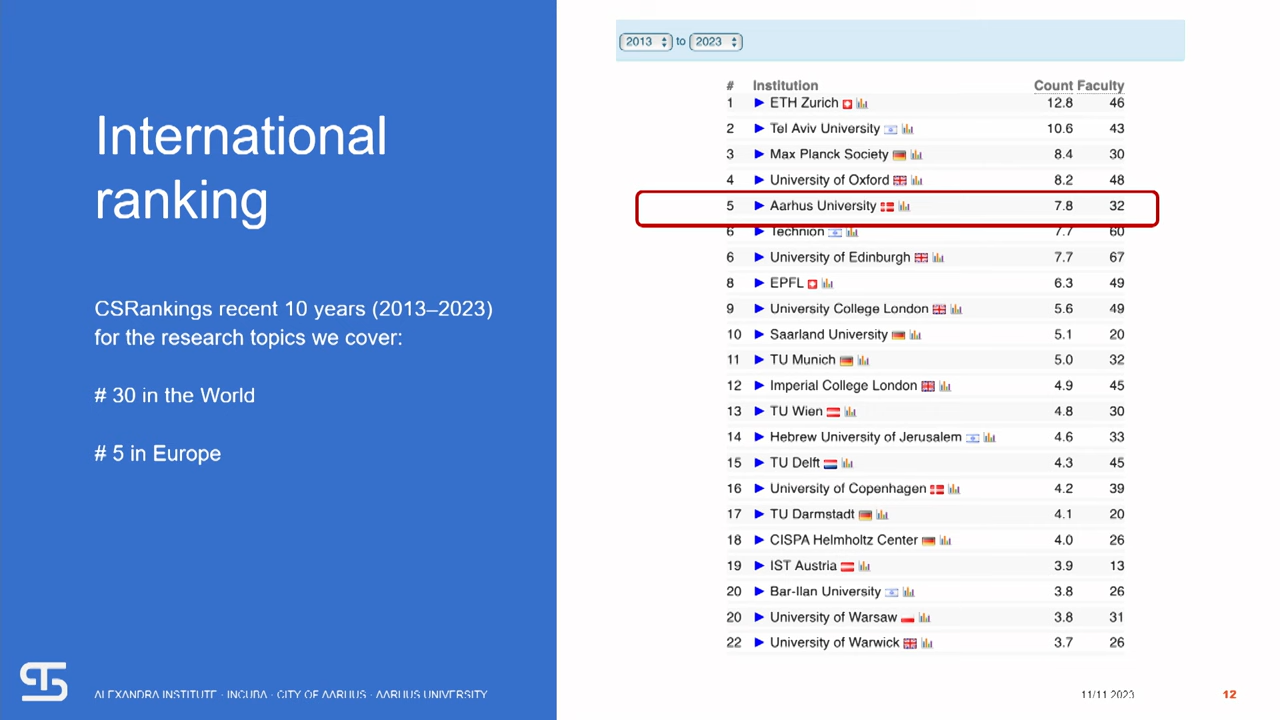 International
ranking
CSRankings recent 10 years (2013–2023)
for the research topics we cover:
# 30 in the World
# 5 in Europe
ALEXANDRA INSTITUTE · INCUBA · CITY OF AARHUS · AARHUS UNIVERSITY
2013 to 2023
# Institution Count Faculty
1 ► ETH Zurich 12.8 46
2 ► Tel Aviv University 10.6 43
3 ► Max Planck Society 8.4 30
4 ► University of Oxford 8.2 48
5 ► Aarhus University 7.8 32
6 ► Technion 7.7 60
6 ► University of Edinburgh 7.7 67
8 ► EPFL 6.3 49
9 ► University College London 5.6 49
10 ► Saarland University 5.1 20
11 ► TU Munich 5.0 32
12 ► Imperial College London 4.9 45
13 ► TU Wien 4.8 30
14 ► Hebrew University of Jerusalem 4.6 33
15 ► TU Delft 4.3 45
16 ► University of Copenhagen 4.2 39
17 ► TU Darmstadt 4.1 20
18 ► CISPA Helmholtz Center 4.0 26
19 ► IST Austria 3.9 13
20 ► Bar-Ilan University 3.8 26
20 ► University of Warsaw 3.8 31
22 ► University of Warwick 3.7 26
11/11 2023 12